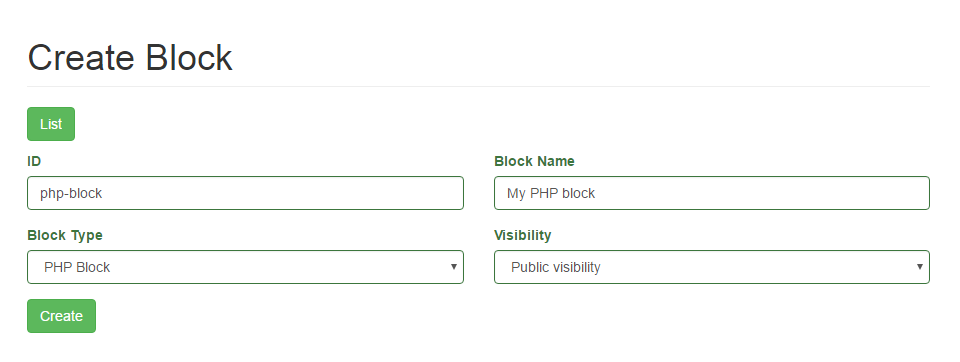 Create Block
List
ID
Block Name
php-block
My PHP block
Block Type
Visibility
PHP Block
Public visibility
Create